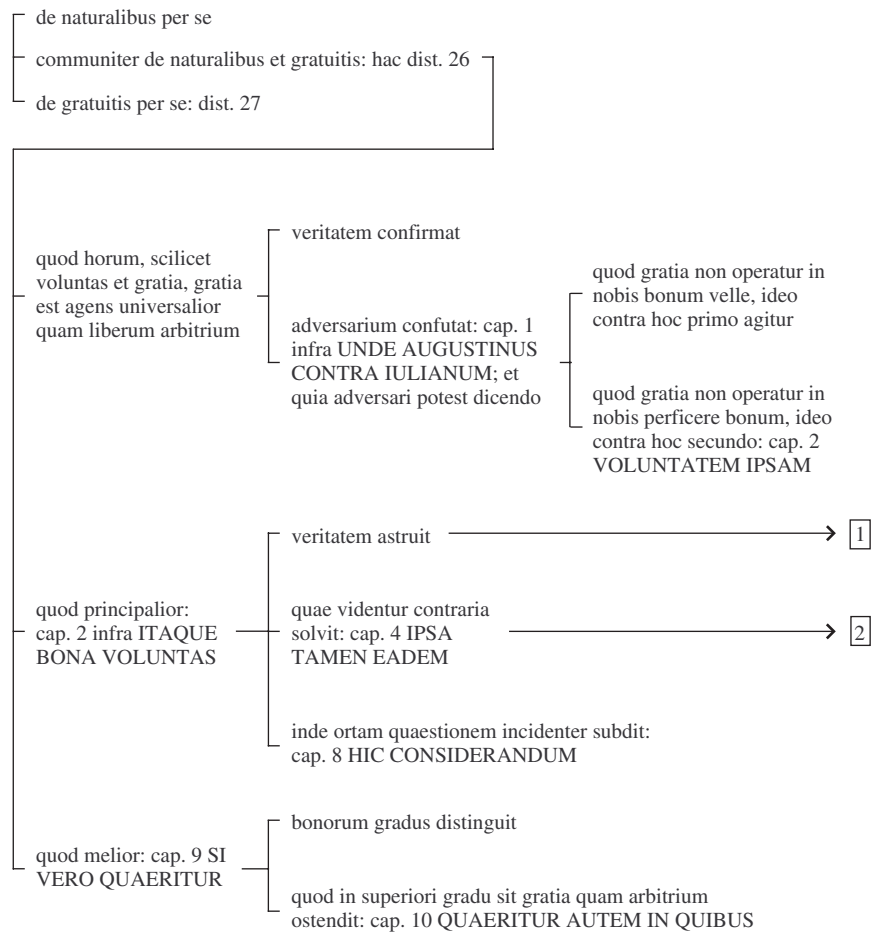 de naturalibus per se
communiter de naturalibus et gratuitis: hac dist. 26
de gratuitis per se: dist. 27
quod horum, scilicet
voluntas et gratia, gratia
est agens universalior
quam liberum arbitrium
veritatem confirmat
adversarium confutat: cap. 1
infra UNDE AUGUSTINUS
CONTRA IULIANUM; et
quia adversari potest dicendo
quod gratia non operatur in
nobis bonum velle, ideo
contra hoc primo agitur
quod gratia non operatur in
nobis perficere bonum, ideo
contra hoc secundo: cap. 2
VOLUNTATEM IPSAM
quod principalior:
cap. 2 infra ITAQUE
BONA VOLUNTAS
veritatem astruit
1
quae videntur contraria
solvit: cap. 4 IPSA
TAMEN EADEM
2
inde ortam quaestionem incidenter subdit:
cap. 8 HIC CONSIDERANDUM
quod melior: cap. 9 SI
VERO QUAERITUR
bonorum gradus distinguit
quod in superiori gradu sit gratia quam arbitrium
ostendit: cap. 10 QUAERITUR AUTEM IN QUIBUS